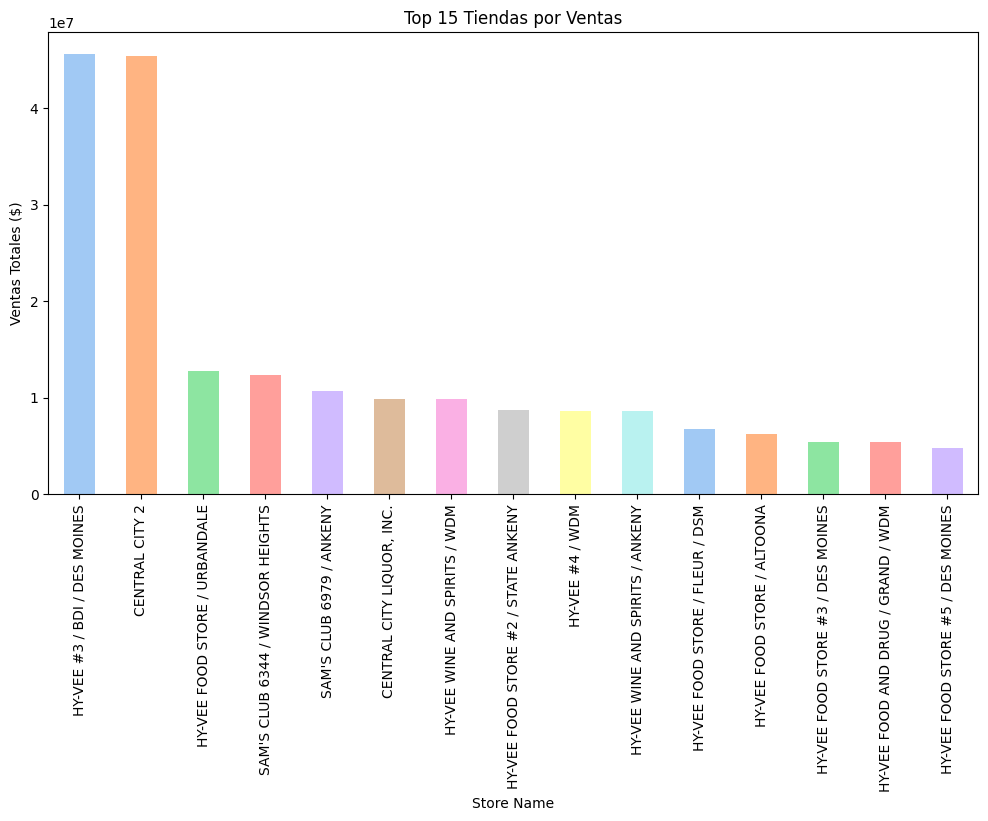 Top 15 Tiendas por Ventas
1e7
Ventas Totales ($)
4
3
2
1
0
HY-VEE #3 / BDI / DES MOINES
CENTRAL CITY 2
HY-VEE FOOD STORE / URBANDALE
SAM'S CLUB 6344 / WINDSOR HEIGHTS
SAM'S CLUB 6979 / ANKENY
CENTRAL CITY LIQUOR, INC.
HY-VEE WINE AND SPIRITS / WDM
HY-VEE FOOD STORE #2 / STATE ANKENY
HY-VEE #4 / WDM
HY-VEE WINE AND SPIRITS / ANKENY
HY-VEE FOOD STORE / FLEUR / DSM
HY-VEE FOOD STORE / ALTOONA
HY-VEE FOOD STORE #3 / DES MOINES
HY-VEE FOOD AND DRUG / GRAND / WDM
HY-VEE FOOD STORE #5 / DES MOINES
Store Name